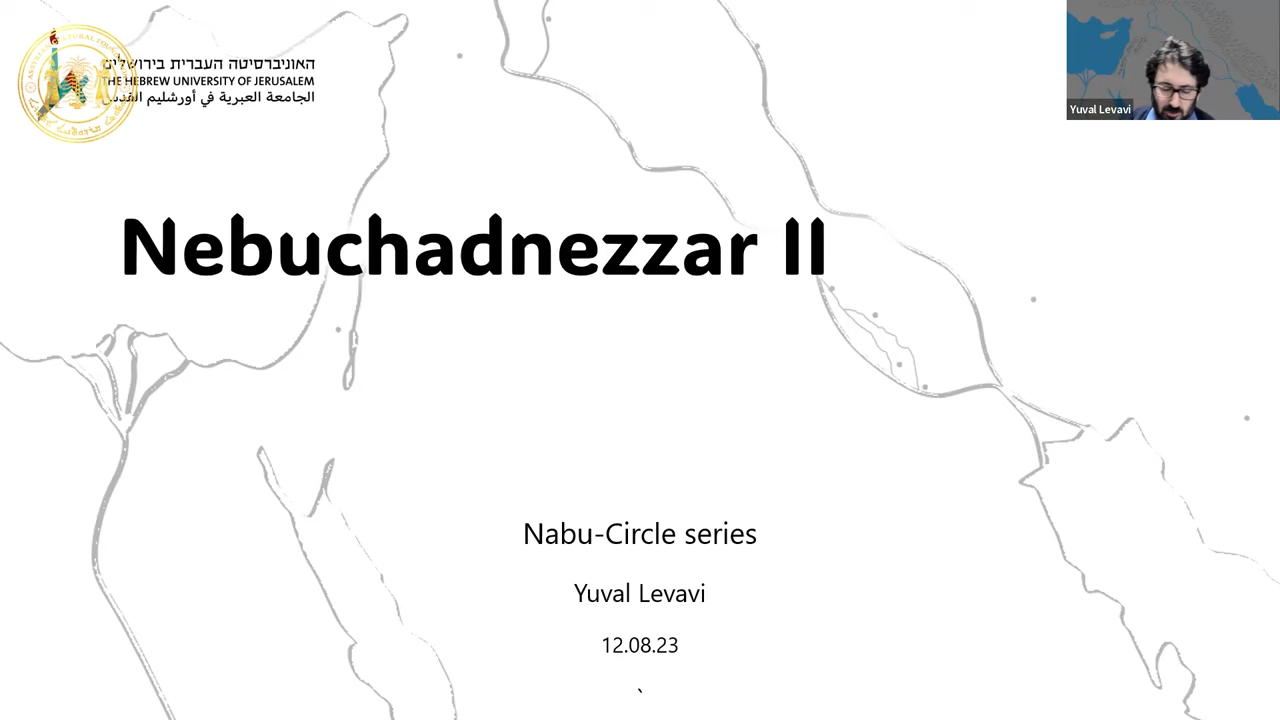 האוניברסיטה העברית בירושלים
THE HEBREW UNIVERSITY OF JERUSALEM
الجامعة العبرية في أورشليم القدس
Yuval Levavi
Nebuchadnezzar II
Nabu-Circle series
Yuval Levavi
12.08.23
`